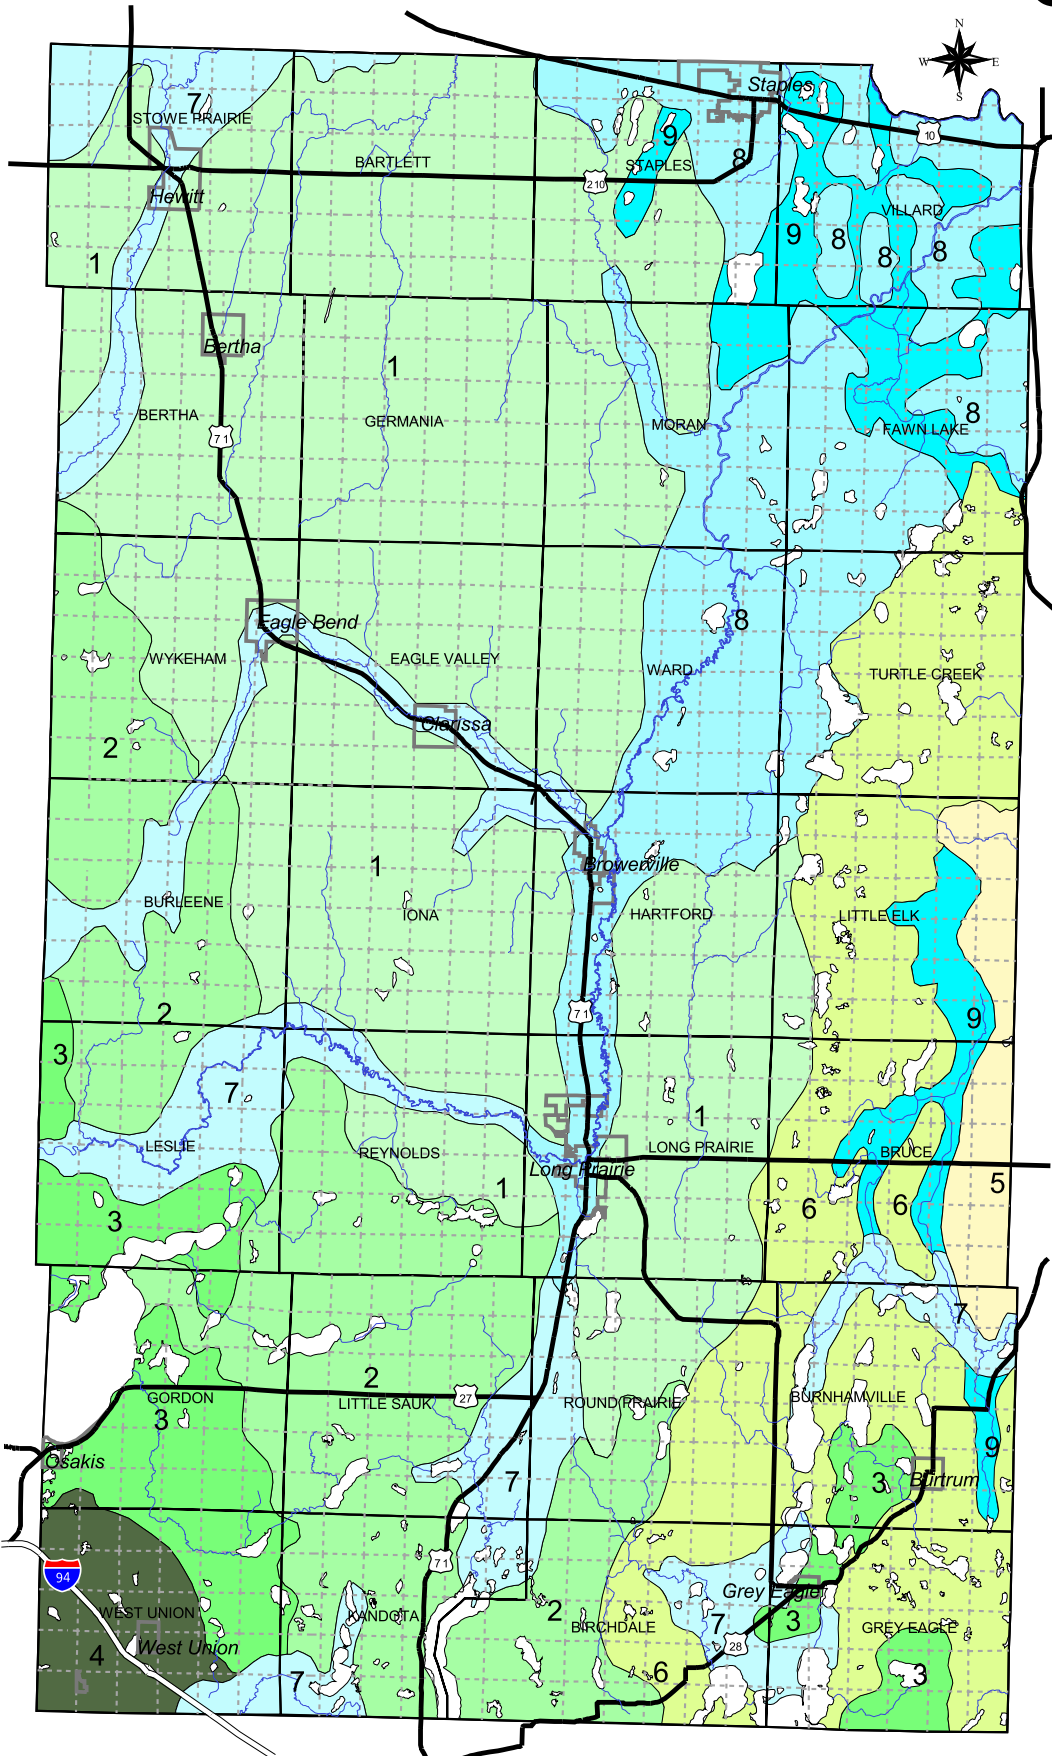 N
W
E
S
Staples
10
7
STOWE PRAIRIE
9
8
BARTLETT
STAPLES
210
Hewitt
VILLARD
9
8
8
8
1
Bertha
1
BERTHA
GERMANIA
MORAN
8
FAWN LAKE
71
Eagle Bend
8
WYKEHAM
EAGLE VALLEY
WARD
TURTLE CREEK
Clarissa
2
7
1
Browerville
BURLEENE
IONA
HARTFORD
LITTLE ELK
2
71
9
3
7
1
LESLIE
REYNOLDS
LONG PRAIRIE
BRUCE
Long Prairie
1
5
3
6
6
7
2
GORDON
LITTLE SAUK
27
ROUND PRAIRIE
BURNHAMVILLE
3
9
Osakis
7
3
Burtrum
71
94
Grey Eagle
WEST UNION
KANDOTA
2
BIRCHDALE
7
3
GREY EAGLE
West Union
28
4
7
6
3